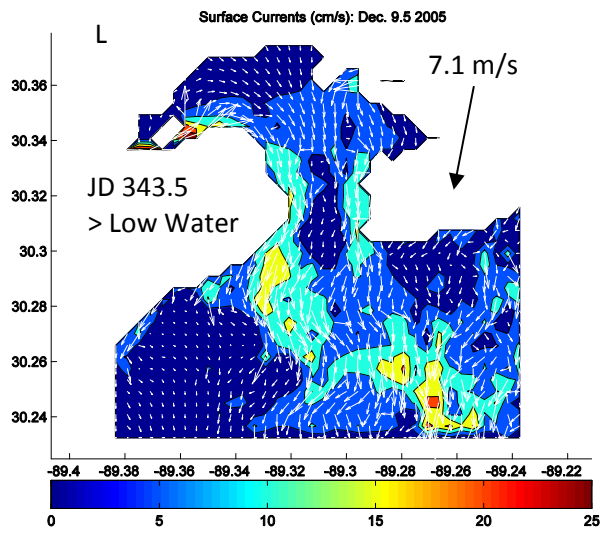 Surface Currents (cm/s): Dec. 9.5 2005
L
7.1 m/s
30.36
30.34
JD 343.5
> Low Water
30.32
30.3
30.28
30.26
30.24
-89.4 -89.38 -89.36 -89.34 -89.32 -89.3 -89.28 -89.26 -89.24 -89.22
0 5 10 15 20 25